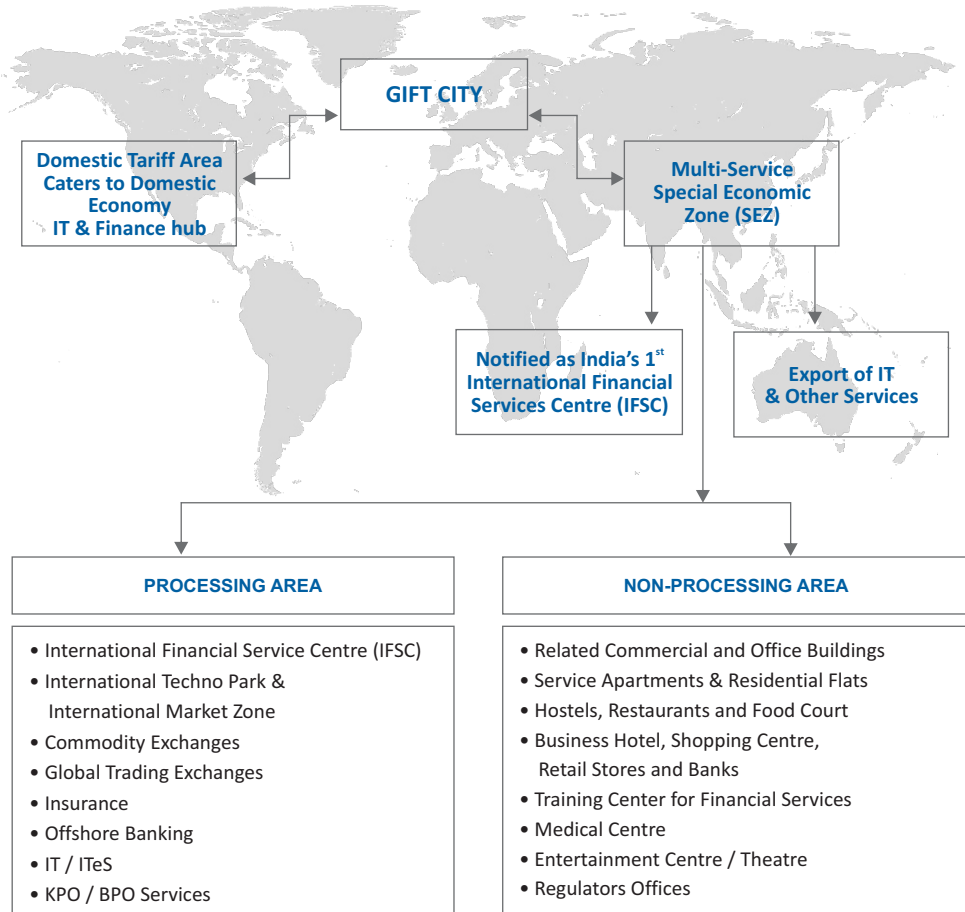 GIFT CITY
Domestic Tariff Area
Caters to Domestic
Economy
IT & Finance hub
Multi-Service
Special Economic
Zone (SEZ)
Notified as India's 1st
International Financial
Services Centre (IFSC)
Export of IT
& Other Services
PROCESSING AREA
• International Financial Service Centre (IFSC)
• International Techno Park &
International Market Zone
• Commodity Exchanges
• Global Trading Exchanges
• Insurance
• Offshore Banking
• IT / ITeS
• KPO / BPO Services
NON-PROCESSING AREA
• Related Commercial and Office Buildings
• Service Apartments & Residential Flats
• Hostels, Restaurants and Food Court
• Business Hotel, Shopping Centre,
Retail Stores and Banks
• Training Center for Financial Services
• Medical Centre
• Entertainment Centre / Theatre
• Regulators Offices